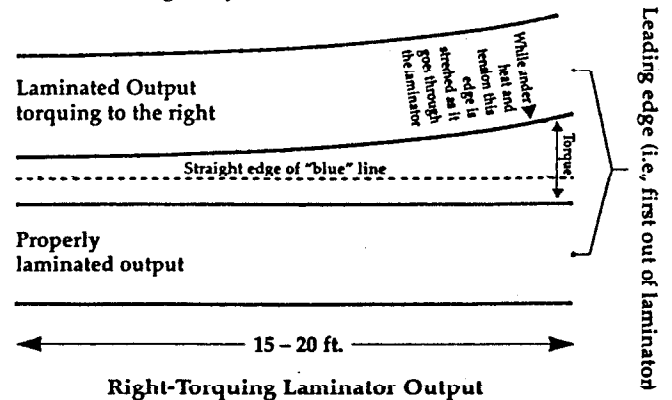 While under
heat and
tension this
edge is
stretched as it
goes through
the laminator
Laminated Output
torquing to the right
Torque
Straight edge of "blue" line
Properly
laminated output
15 – 20 ft.
Right-Torquing Laminator Output
Leading edge (i.e., first out of laminator)